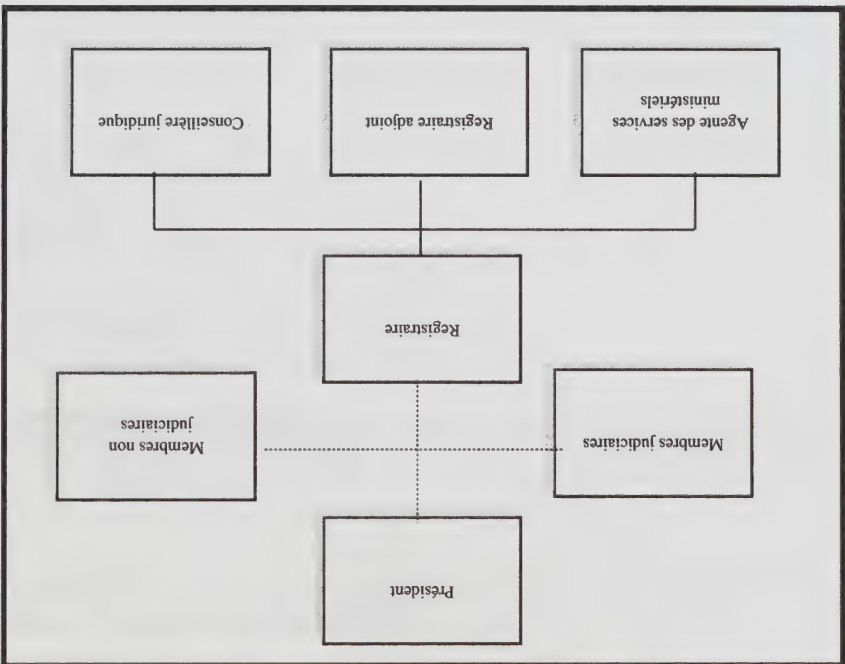 Président
Membres judiciaires
Membres non
judiciaires
Registraire
Agente des services
ministériels
Registraire adjoint
Conseillère juridique